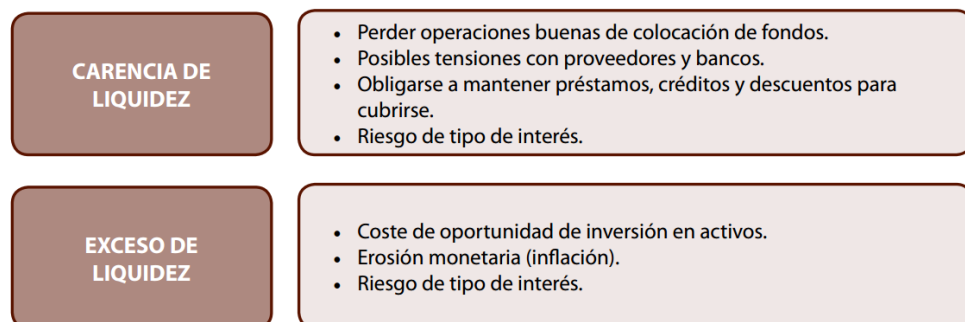 CARENCIA DE
LIQUIDEZ
• Perder operaciones buenas de colocación de fondos.
• Posibles tensiones con proveedores y bancos.
• Obligarse a mantener préstamos, créditos y descuentos para
cubrirse.
• Riesgo de tipo de interés.
EXCESO DE
LIQUIDEZ
• Coste de oportunidad de inversión en activos.
• Erosión monetaria (inflación).
• Riesgo de tipo de interés.